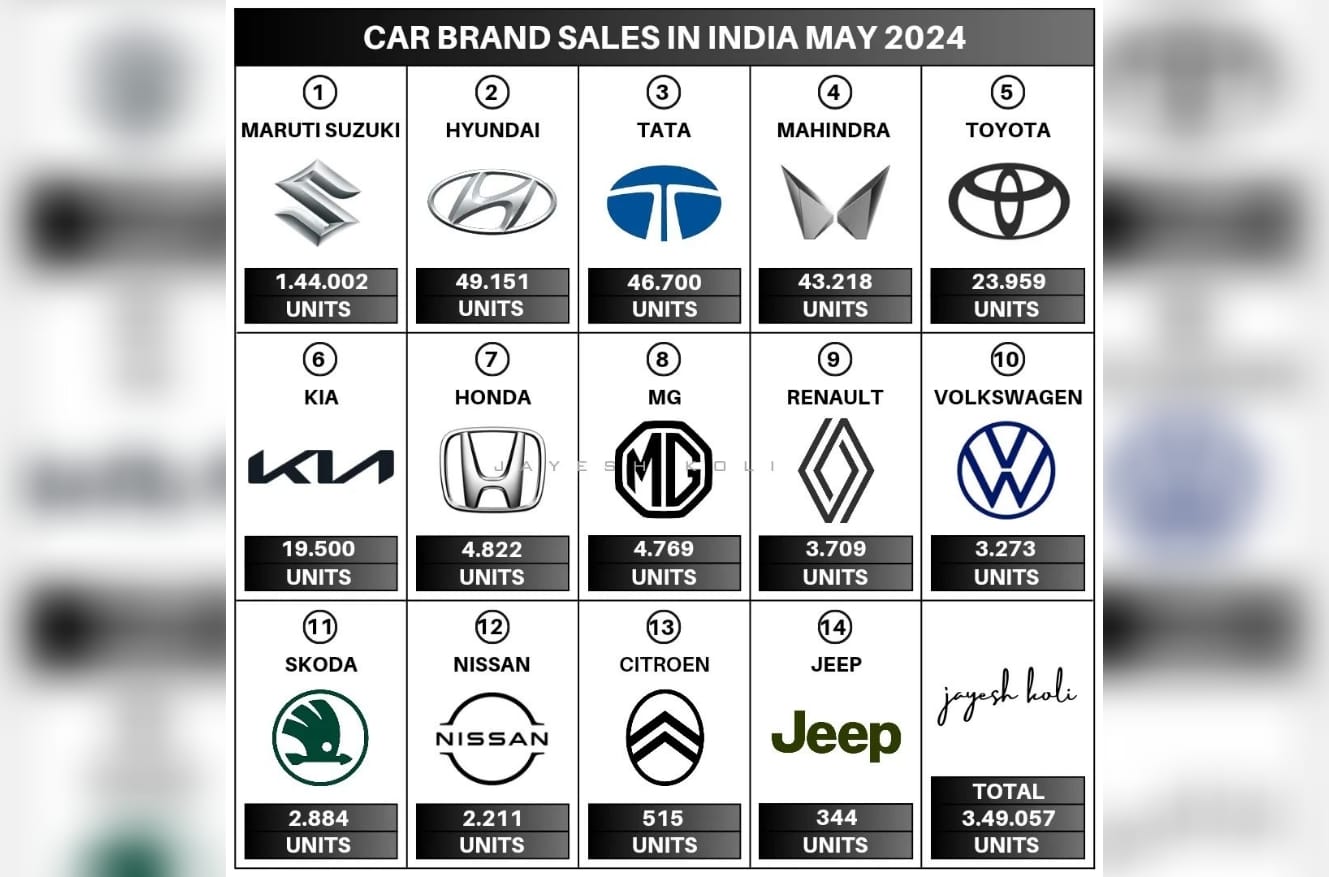 CAR BRAND SALES IN INDIA MAY 2024
1
MARUTI SUZUKI
1.44.002
UNITS
2
HYUNDAI
49.151
UNITS
3
TATA
46.700
UNITS
4
MAHINDRA
43.218
UNITS
5
TOYOTA
23.959
UNITS
6
KIA
KIA
19.500
UNITS
7
HONDA
4.822
UNITS
8
MG
MG
4.769
UNITS
9
RENAULT
3.709
UNITS
10
VOLKSWAGEN
VW
3.273
UNITS
JAYESH KOLI
11
SKODA
2.884
UNITS
12
NISSAN
NISSAN
2.211
UNITS
13
CITROEN
515
UNITS
14
JEEP
Jeep
344
UNITS
jayesh koli
TOTAL
3.49.057
UNITS